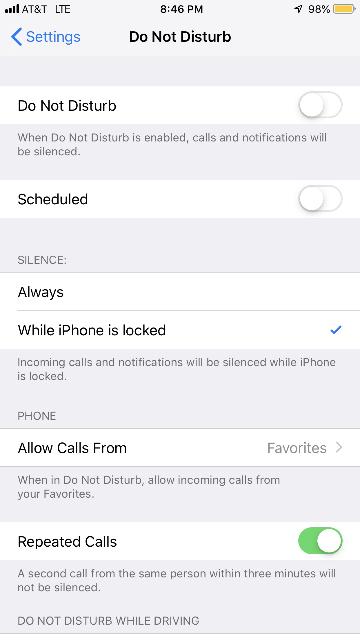 AT&T LTE 8:46 PM 98%
Settings Do Not Disturb
Do Not Disturb
When Do Not Disturb is enabled, calls and notifications will
be silenced.
Scheduled
SILENCE:
Always
While iPhone is locked
Incoming calls and notifications will be silenced while iPhone
is locked.
PHONE
Allow Calls From Favorites
When in Do Not Disturb, allow incoming calls from
your Favorites.
Repeated Calls
A second call from the same person within three minutes will
not be silenced.
DO NOT DISTURB WHILE DRIVING